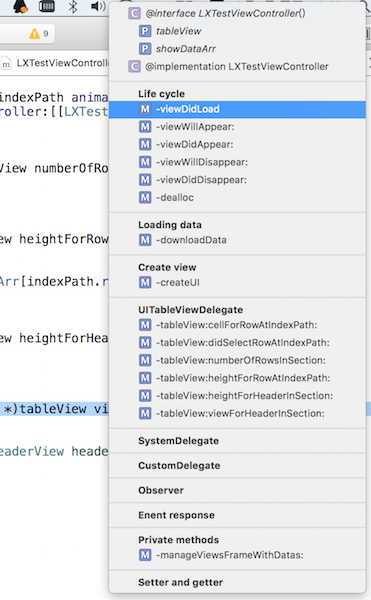 9
LXTestViewController
@interface LXTestViewController()
P tableView
P showDataArr
C @implementation LXTestViewController
indexPath anima
Life cycle
roller:[[LXTest
M -viewDidLoad
M -viewWillAppear:
M -viewDidAppear:
View numberOfRo
M -viewWillDisappear:
M -viewDidDisappear:
M -dealloc
Loading data
ew heightForRow
M -downloadData
Create view
Arr[indexPath.r
M -createUI
UITableViewDelegate
M -tableView:cellForRowAtIndexPath:
ew heightForHea
M -tableView:didSelectRowAtIndexPath:
M -tableView:numberOfRowsInSection:
M -tableView:heightForRowAtIndexPath:
M -tableView:heightForHeaderInSection:
*)tableView vi
M -tableView:viewForHeaderInSection:
SystemDelegate
eaderView heade
CustomDelegate
Observer
Enent response
Private methods
M -manageViewsFrameWithDatas:
Setter and getter